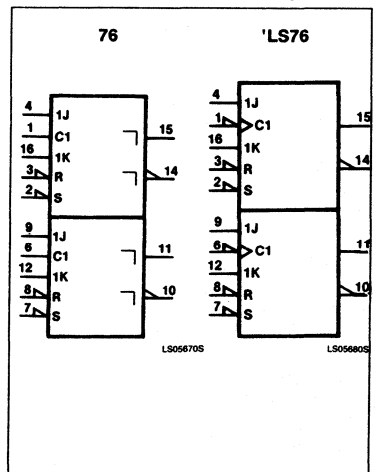 76 'LS76
4 1J
1 C1 15
16 1K
3 R 14
2 S
9 1J
6 C1 11
12 1K
8 R 10
7 S
LS05670S
4 1J
1 C1 15
16 1K
3 R 14
2 S
9 1J
6 C1 11
12 1K
8 R 10
7 S
LS05680S